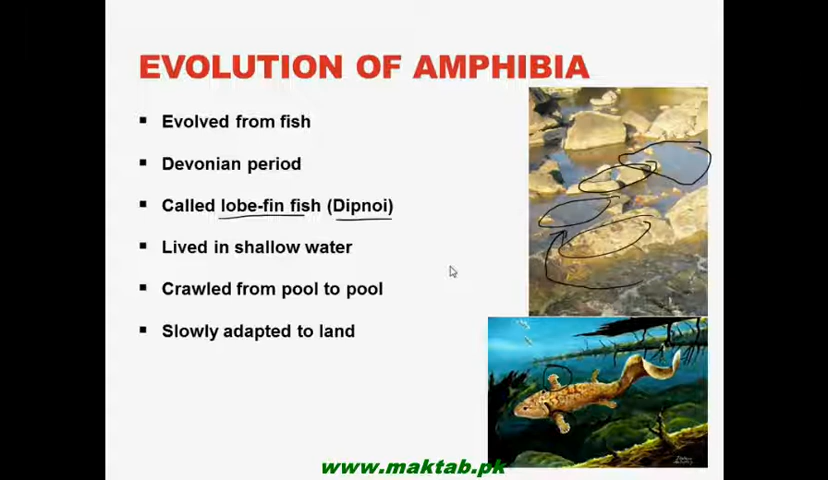 EVOLUTION OF AMPHIBIA
▪ Evolved from fish
▪ Devonian period
▪ Called lobe-fin fish (Dipnoi)
▪ Lived in shallow water
▪ Crawled from pool to pool
▪ Slowly adapted to land
www.maktab.pk